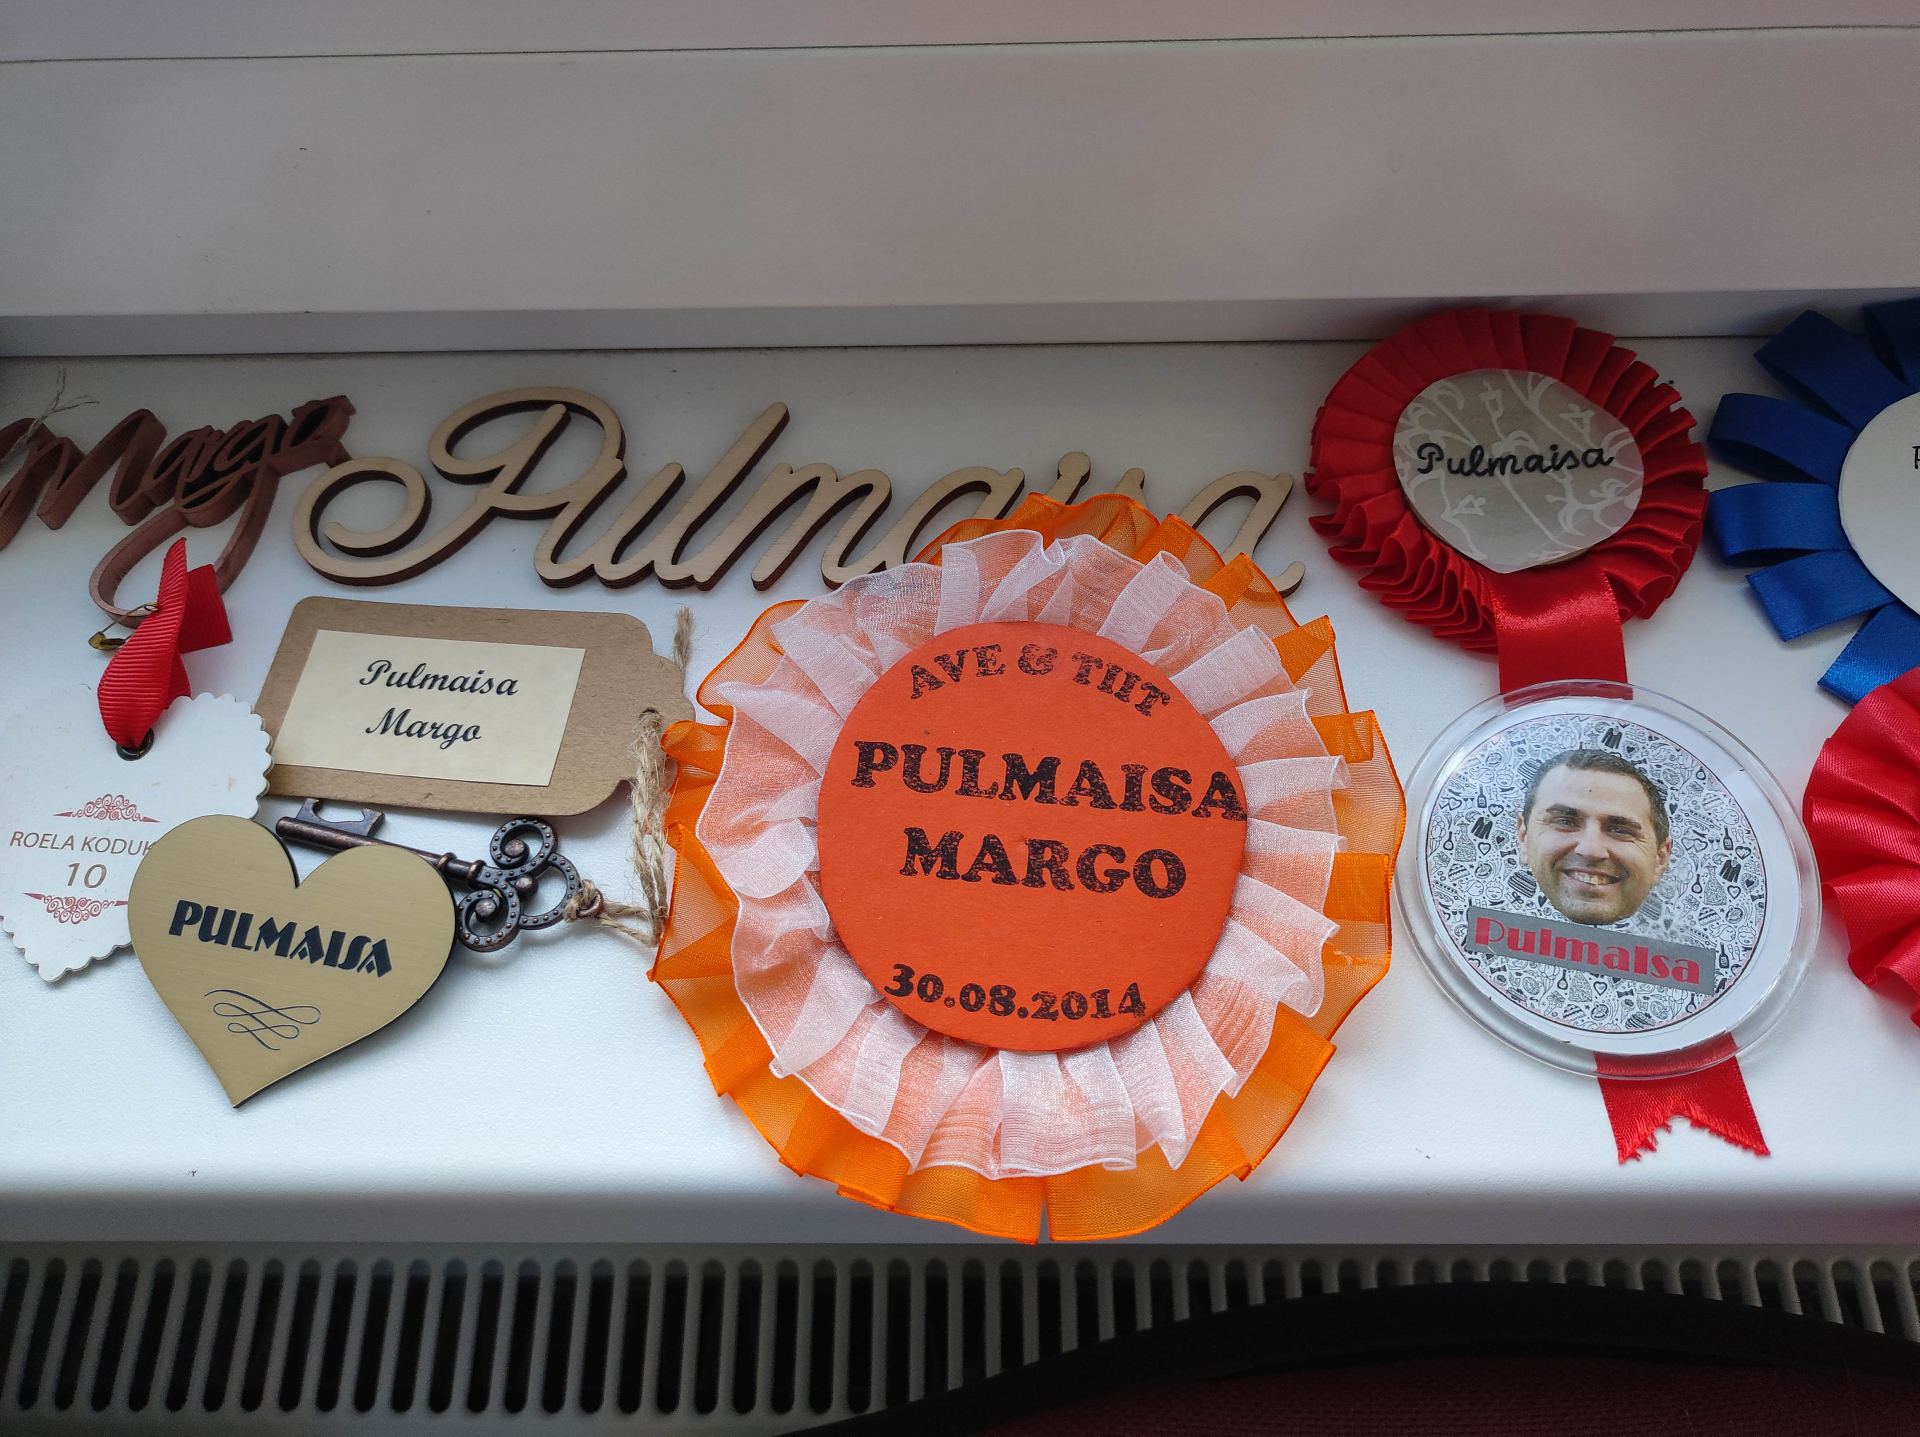 Margo
Pulmaisa
Pulmaisa
Pulmaisa
Margo
ROELA KODUK
10
PULMAISA
AVE & TIIT
PULMAISA
MARGO
30.08.2014
PulmaIsa